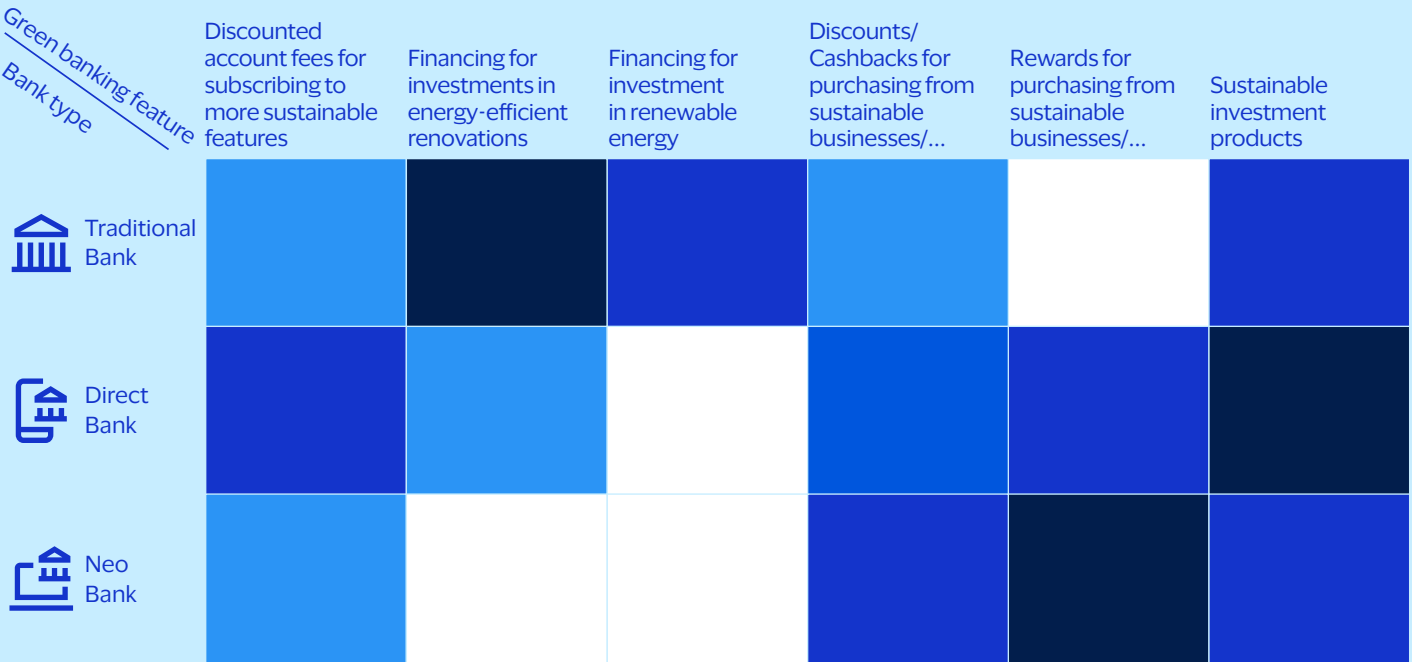 Green banking feature
Bank type
Discounted
account fees for
subscribing to
more sustainable
features
Financing for
investments in
energy-efficient
renovations
Financing for
investment
in renewable
energy
Discounts/
Cashbacks for
purchasing from
sustainable
businesses/...
Rewards for
purchasing from
sustainable
businesses/...
Sustainable
investment
products
Traditional
Bank
Direct
Bank
Neo
Bank